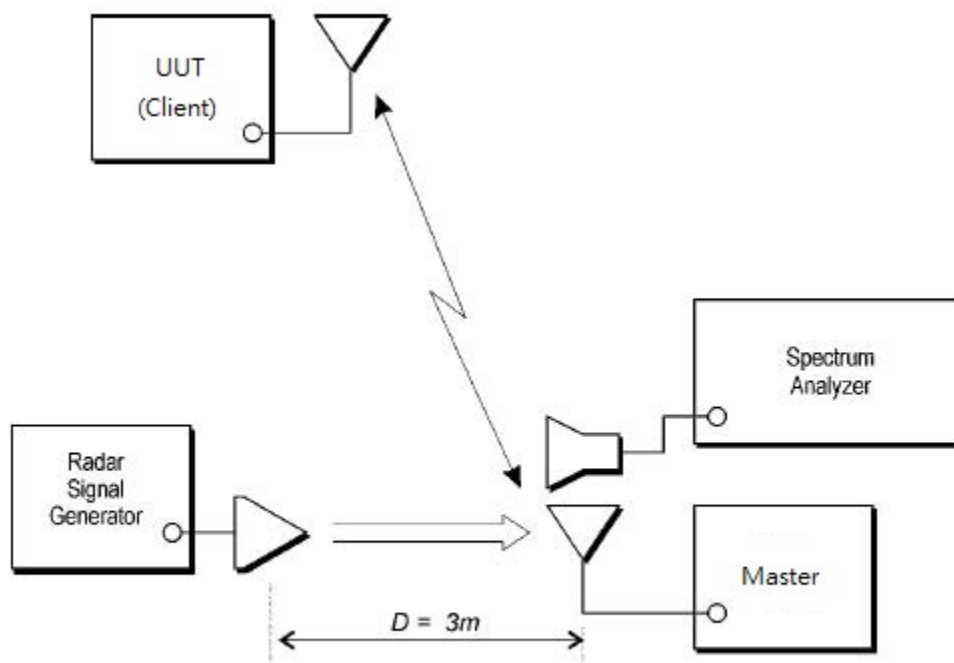 UUT
(Client)
Spectrum
Analyzer
Radar
Signal
Generator
Master
D = 3m